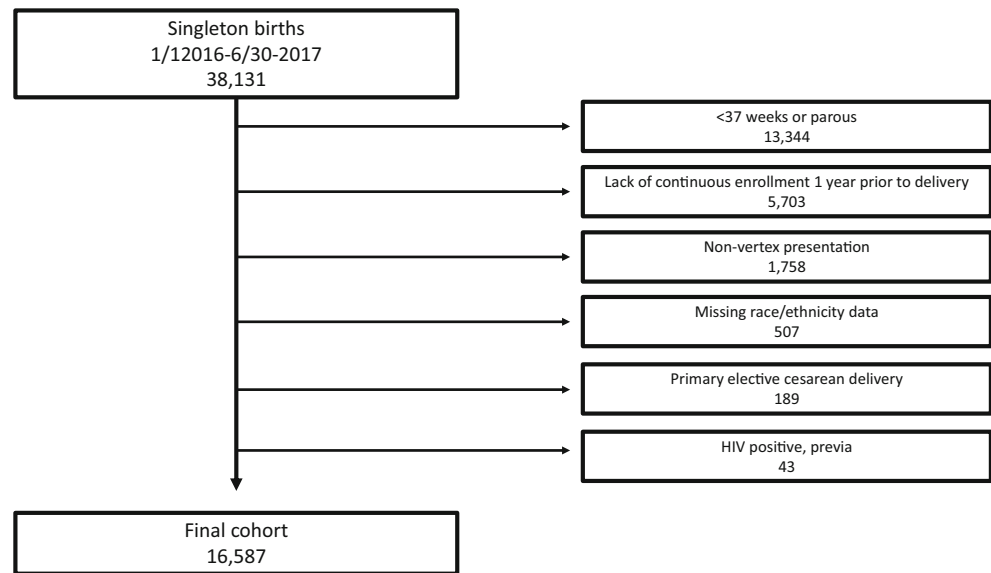 Singleton births
1/12016-6/30-2017
38,131
<37 weeks or parous
13,344
Lack of continuous enrollment 1 year prior to delivery
5,703
Non-vertex presentation
1,758
Missing race/ethnicity data
507
Primary elective cesarean delivery
189
HIV positive, previa
43
Final cohort
16,587